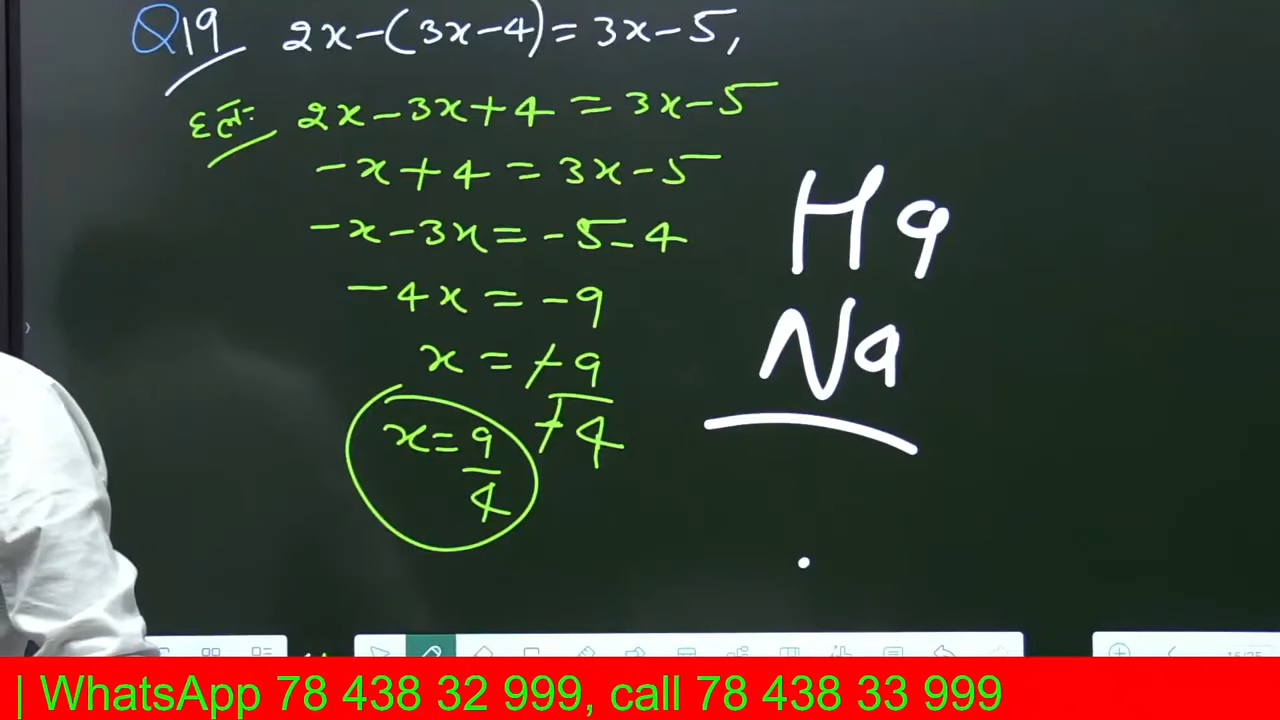 Q19 2x-(3x-4)=3x-5,
हल: 2x-3x+4=3x-5
-x+4=3x-5
-x-3x=-5-4
-4x=-9
x=-9/-4
x=9/4
Hq
Na
| WhatsApp 78 438 32 999, call 78 438 33 999